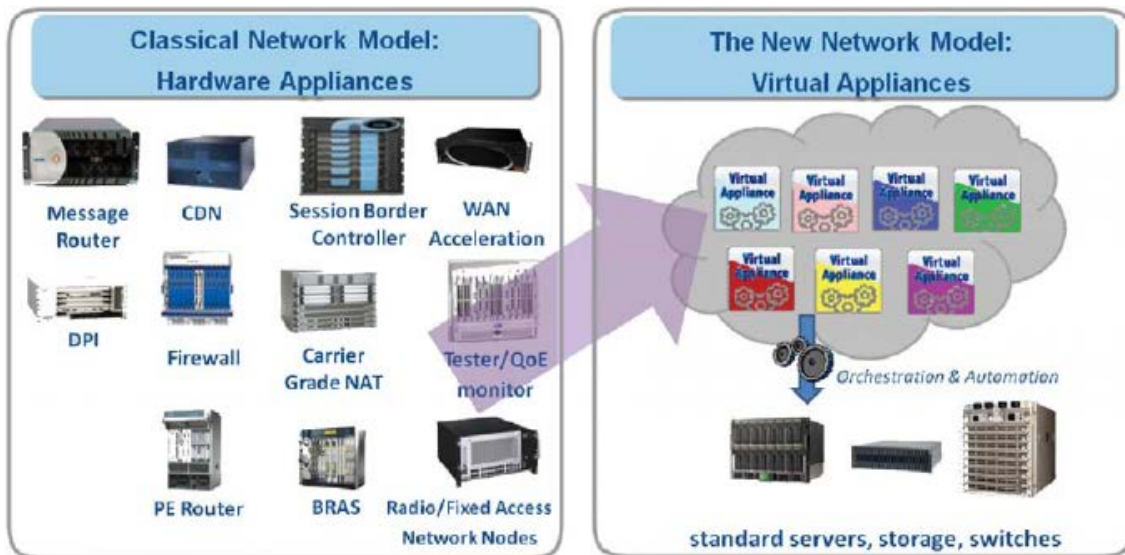 Classical Network Model:
Hardware Appliances
Message
Router
CDN
Session Border
Controller
WAN
Acceleration
DPI
Firewall
Carrier
Grade NAT
Tester/QoE
monitor
PE Router
BRAS
Radio/Fixed Access
Network Nodes
The New Network Model:
Virtual Appliances
Virtual
Appliance
Virtual
Appliance
Virtual
Appliance
Virtual
Appliance
Virtual
Appliance
Virtual
Appliance
Virtual
Appliance
Orchestration & Automation
standard servers, storage, switches